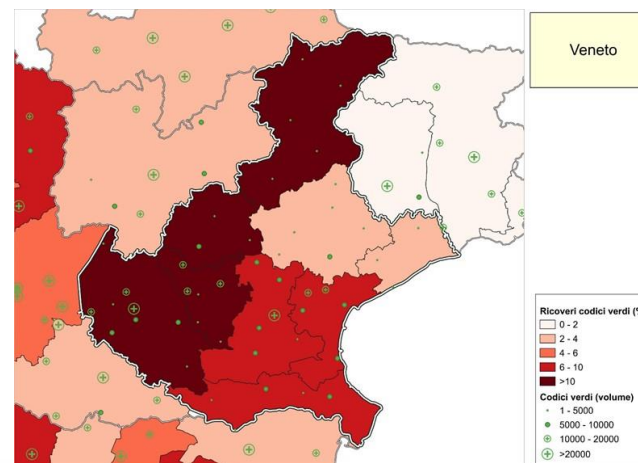 Veneto
Ricoveri codici verdi (%
0 - 2
2 - 4
4 - 6
6 - 10
>10
Codici verdi (volume)
1 - 5000
5000 - 10000
10000 - 20000
>20000